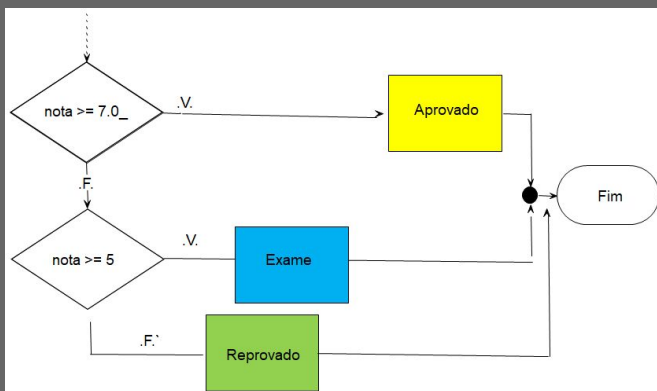 nota >= 7.0_
.V.
Aprovado
.F.
nota >= 5
.V.
Exame
Fim
.F.`
Reprovado